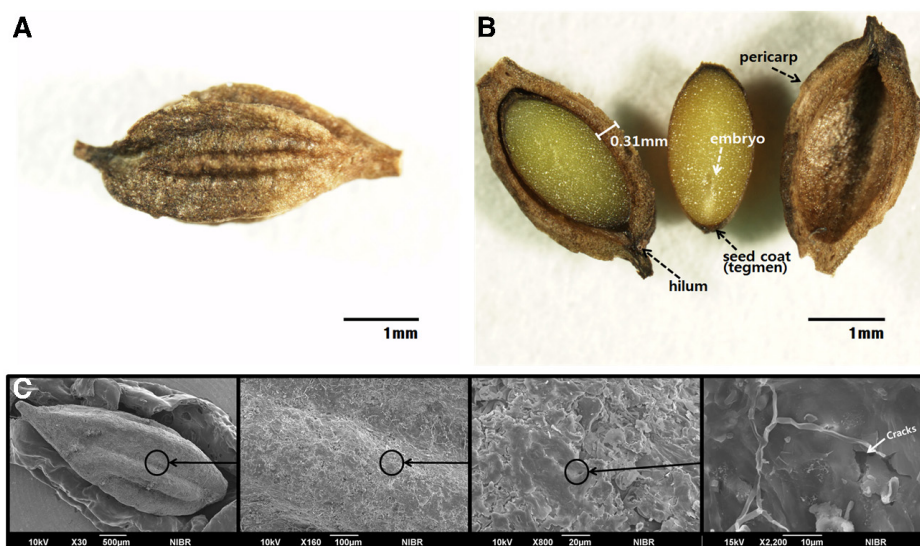 A
B
pericarp
0.31mm
embryo
seed coat
(tegmen)
hilum
1mm
1mm
C
Cracks
10kV X30 500µm NIBR
10kV X160 100µm NIBR
10kV X800 20µm NIBR
15kV X2,200 10µm NIBR